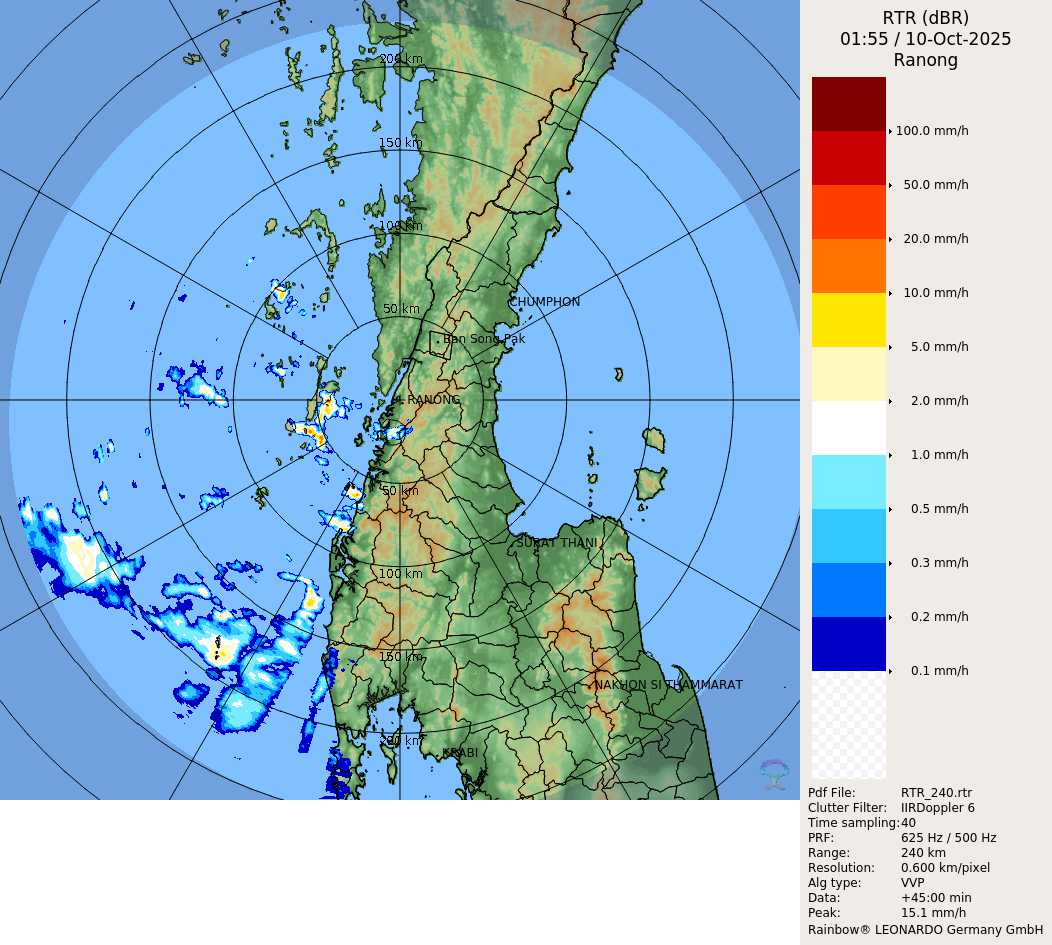 RTR (dBR)
01:55 / 10-Oct-2025
Ranong
200 km
150 km
100 km
50 km
CHUMPHON
Ban Song Pak
RANONG
50 km
SURAT THANI
100 km
150 km
NAKHON SI THAMMARAT
200 km
KRABI
100.0 mm/h
50.0 mm/h
20.0 mm/h
10.0 mm/h
5.0 mm/h
2.0 mm/h
1.0 mm/h
0.5 mm/h
0.3 mm/h
0.2 mm/h
0.1 mm/h
Pdf File: RTR_240.rtr
Clutter Filter: IIRDoppler 6
Time sampling: 40
PRF: 625 Hz / 500 Hz
Range: 240 km
Resolution: 0.600 km/pixel
Alg type: VVP
Data: +45:00 min
Peak: 15.1 mm/h
Rainbow® LEONARDO Germany GmbH